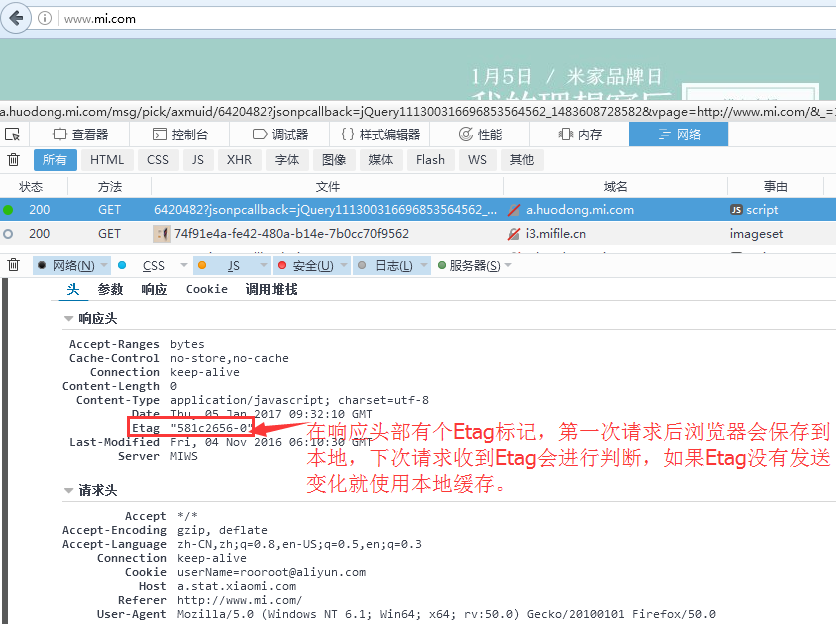 www.mi.com
1月5日 / 米家品牌日
a.huodong.mi.com/msg/pick/axmuid/6420482?jsonpcallback=jQuery111300316696853564562_1483608728582&vpage=http://www.mi.com/&_=
查看器 控制台 调试器 { } 样式编辑器 性能 内存 网络
所有 HTML CSS JS XHR 字体 图像 媒体 Flash WS 其他
状态 方法 文件 域名 事由
200 GET 6420482?jsonpcallback=jQuery111300316696853564562_... a.huodong.mi.com JS script
200 GET 74f91e4a-fe42-480a-b14e-7b0cc70f9562 i3.mifile.cn imageset
网络(N) CSS JS 安全(U) 日志(L) 服务器(S)
头 参数 响应 Cookie 调用堆栈
响应头
Accept-Ranges bytes
Cache-Control no-store,no-cache
Connection keep-alive
Content-Length 0
Content-Type application/javascript; charset=utf-8
Date Thu, 05 Jan 2017 09:32:10 GMT
Etag "581c2656-0"
Last-Modified Fri, 04 Nov 2016 06:10:30 GMT
Server MIWS
在响应头部有个Etag标记，第一次请求后浏览器会保存到
本地，下次请求收到Etag会进行判断，如果Etag没有发送
变化就使用本地缓存。
请求头
Accept */*
Accept-Encoding gzip, deflate
Accept-Language zh-CN,zh;q=0.8,en-US;q=0.5,en;q=0.3
Connection keep-alive
Cookie userName=rooroot@aliyun.com
Host a.stat.xiaomi.com
Referer http://www.mi.com/
User-Agent Mozilla/5.0 (Windows NT 6.1; Win64; x64; rv:50.0) Gecko/20100101 Firefox/50.0